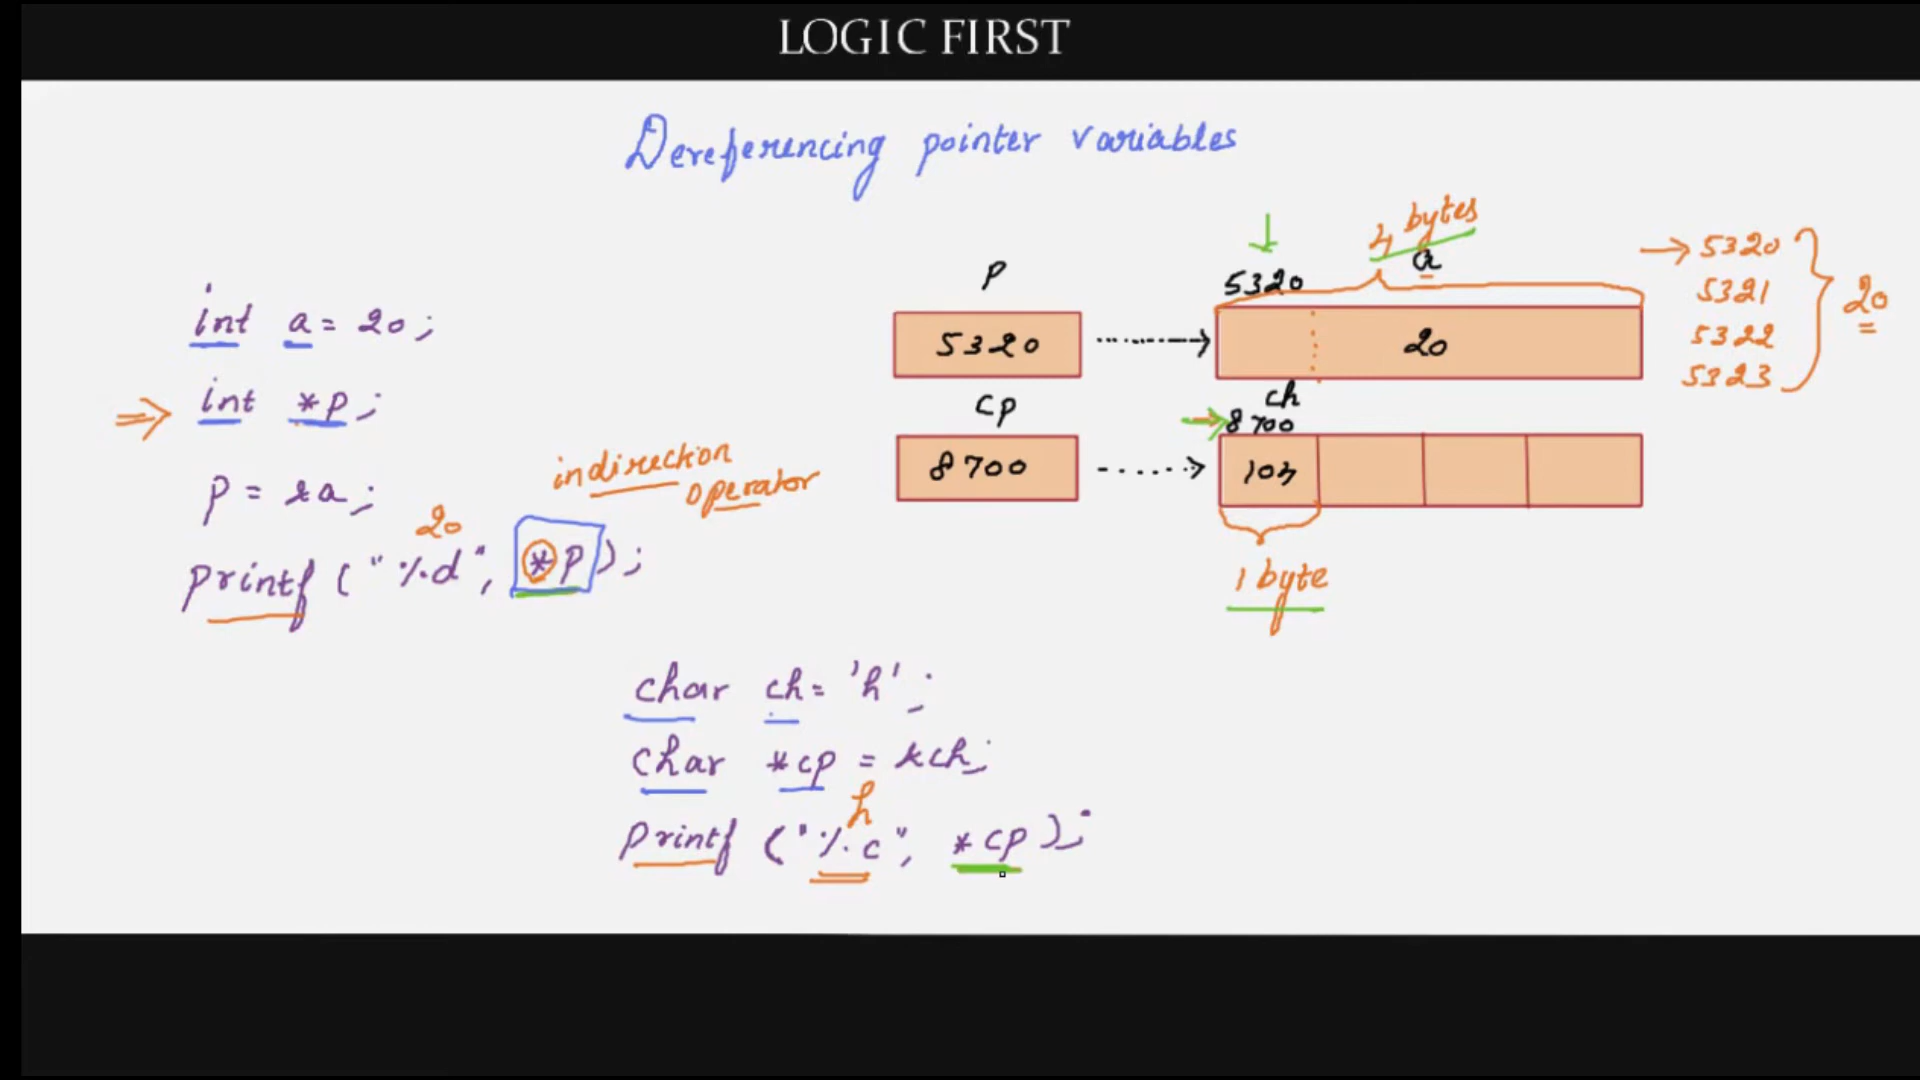 LOGIC FIRST
Dereferencing pointer variables
int a = 20;
int *p;
p = &a;
20
printf ("%d", *p);
indirection
operator
p
5320
cp
8700
5320
4 bytes
a
20
ch
8700
104
1 byte
5320
5321
5322
5323
20
char ch = 'h';
char *cp = &ch;
h
printf ("%c", *cp);